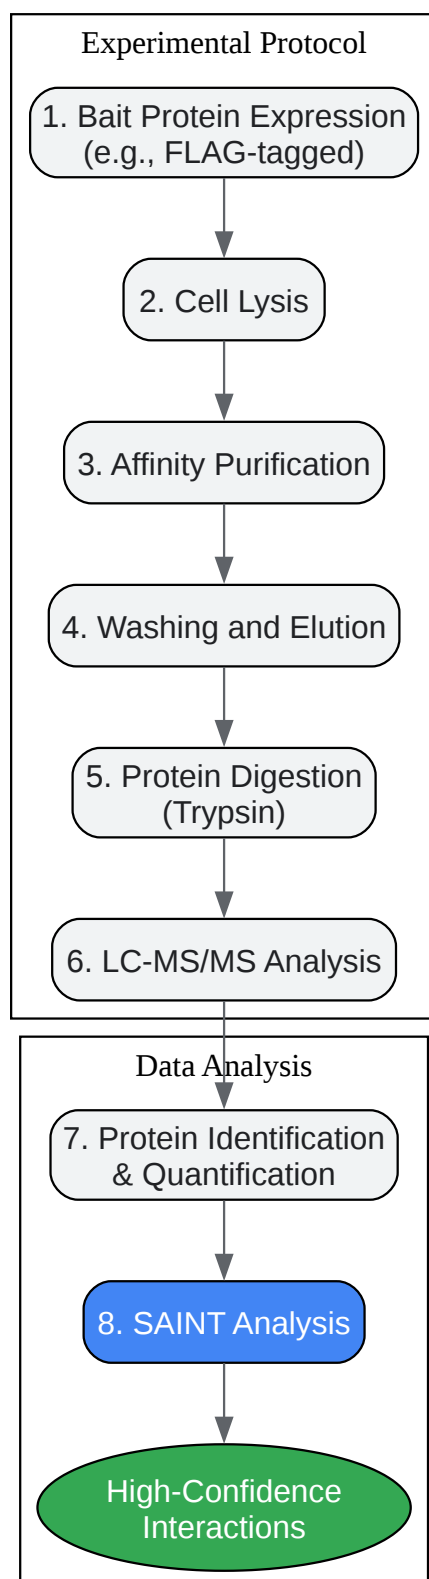 Experimental Protocol
1. Bait Protein Expression
(e.g., FLAG-tagged)
2. Cell Lysis
3. Affinity Purification
4. Washing and Elution
5. Protein Digestion
(Trypsin)
6. LC-MS/MS Analysis
Data Analysis
7. Protein Identification
& Quantification
8. SAINT Analysis
High-Confidence
Interactions